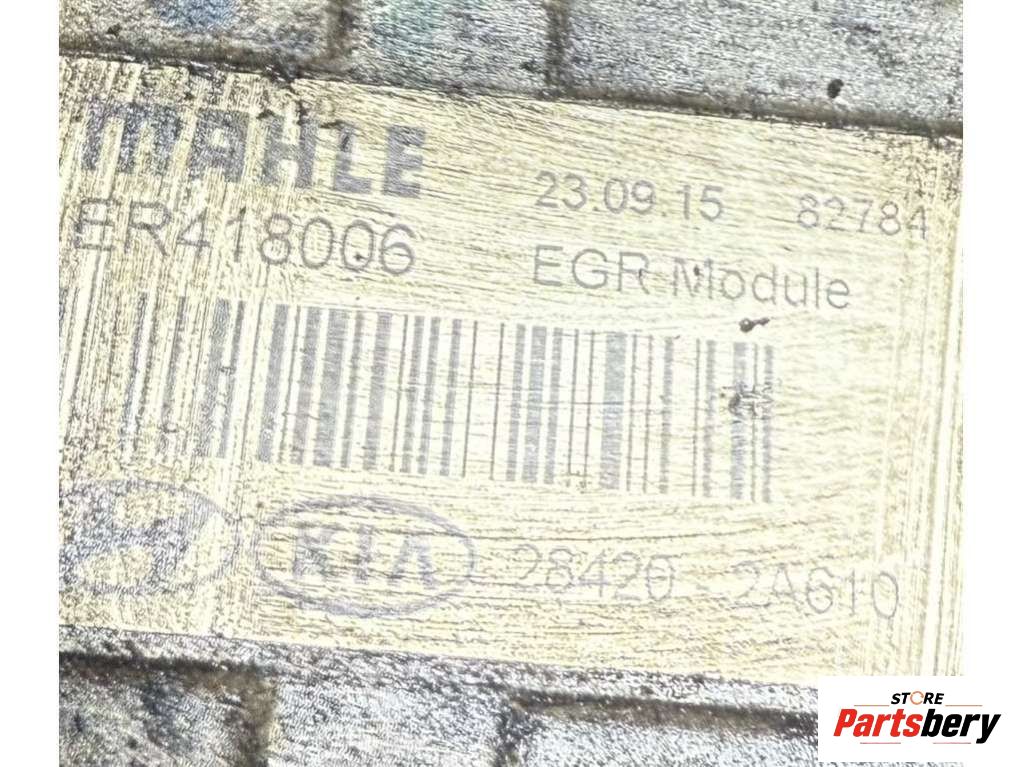 MAHLE
23.09.15 82784
ER418006
EGR Module
KIA 28420-2A610
STORE
Partsbery